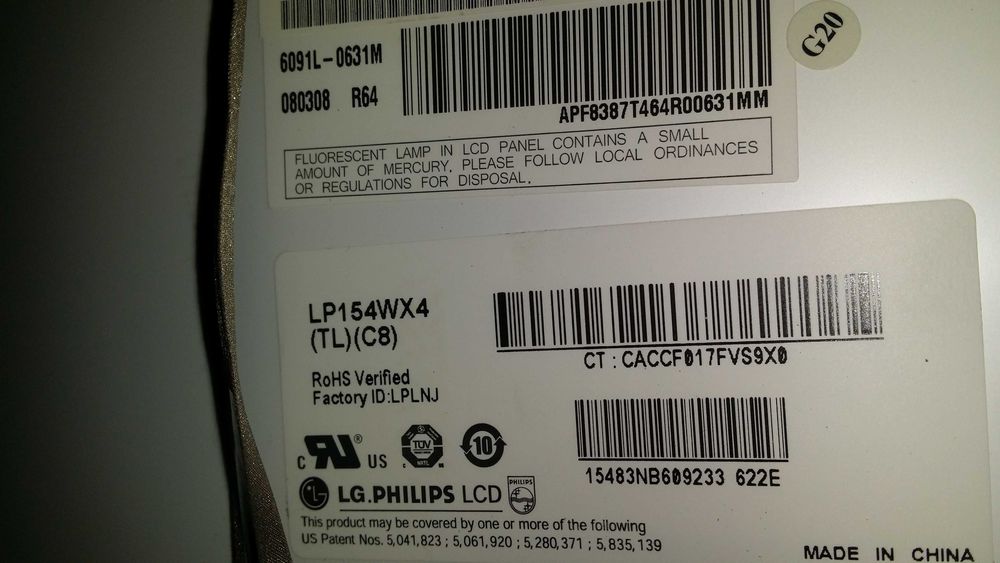 6091L-0631M
080308 R64
APF8387T464R00631MM
G20
FLUORESCENT LAMP IN LCD PANEL CONTAINS A SMALL
AMOUNT OF MERCURY, PLEASE FOLLOW LOCAL ORDINANCES
OR REGULATIONS FOR DISPOSAL.
LP154WX4
(TL)(C8)
CT : CACCF017FVS9X0
RoHS Verified
Factory ID:LPLNJ
15483NB609233 622E
c RU ® US
TÜV
10
LG.PHILIPS LCD
PHILIPS
This product may be covered by one or more of the following
US Patent Nos. 5,041,823 ; 5,061,920 ; 5,280,371 ; 5,835,139
MADE IN CHINA